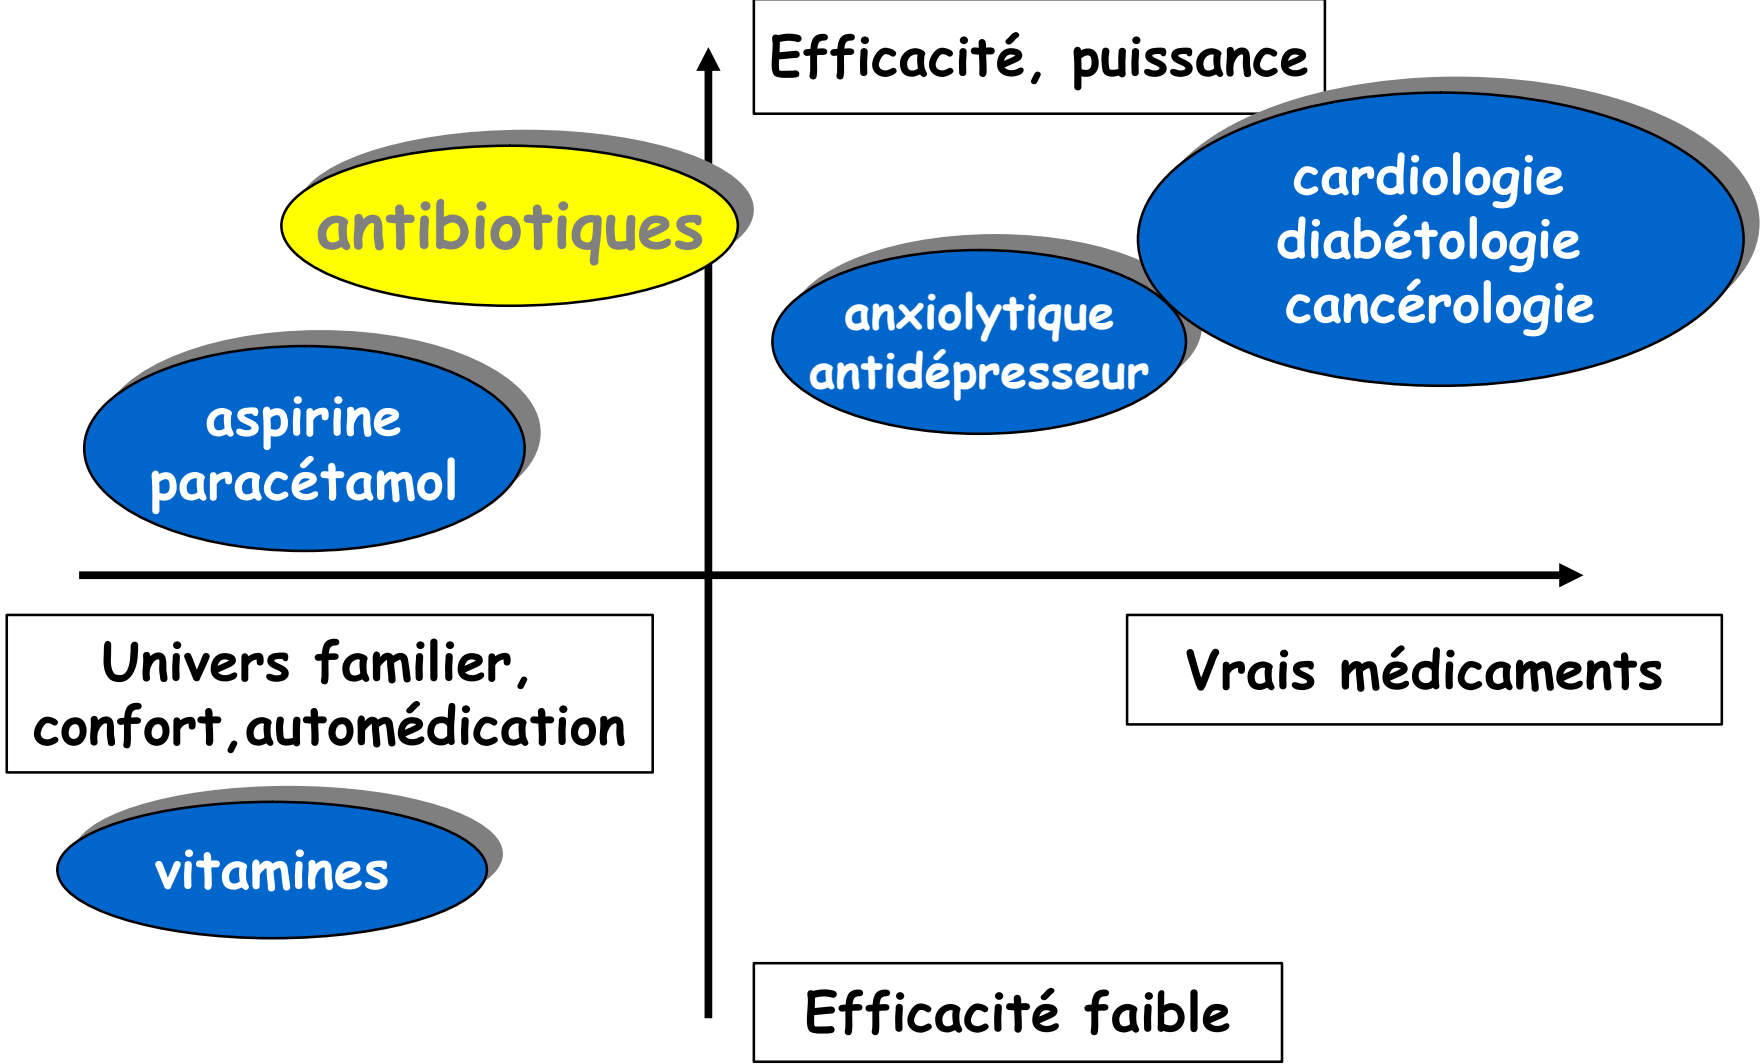 Efficacité, puissance
antibiotiques
cardiologie
diabétologie
cancérologie
anxiolytique
antidépresseur
aspirine
paracétamol
Univers familier,
confort,automédication
Vrais médicaments
vitamines
Efficacité faible